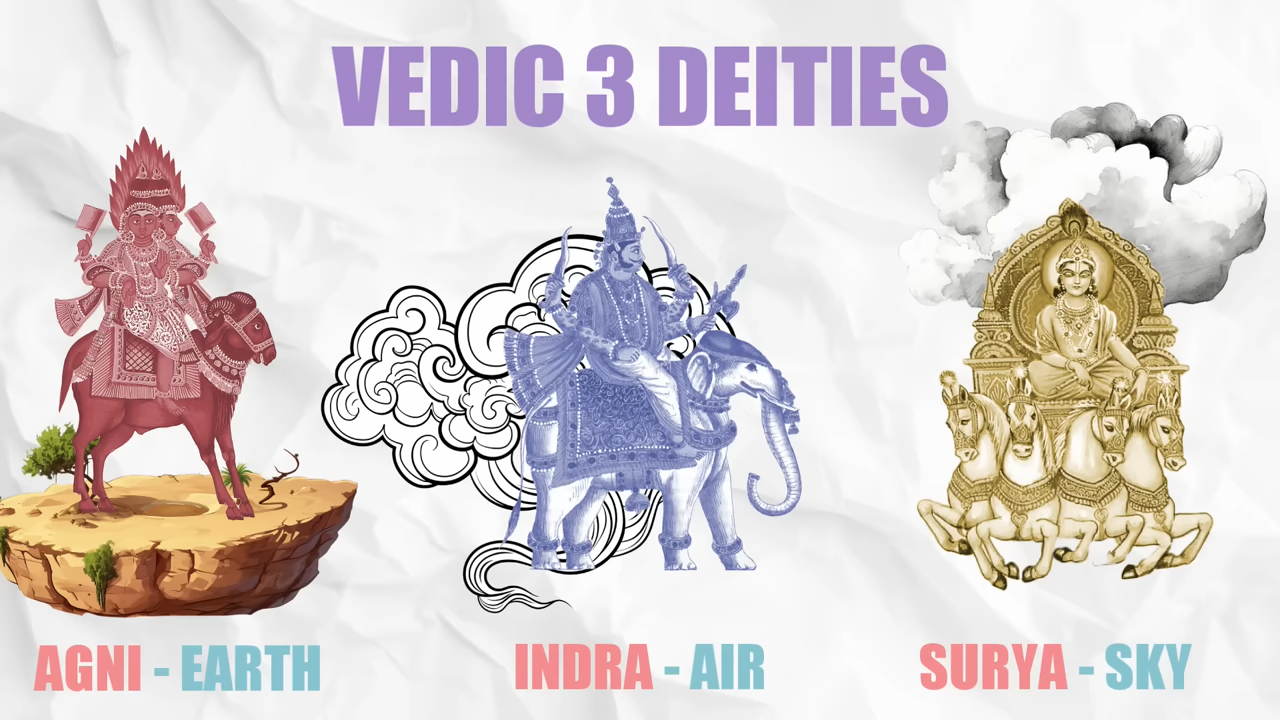 VEDIC 3 DEITIES
AGNI - EARTH
INDRA - AIR
SURYA - SKY